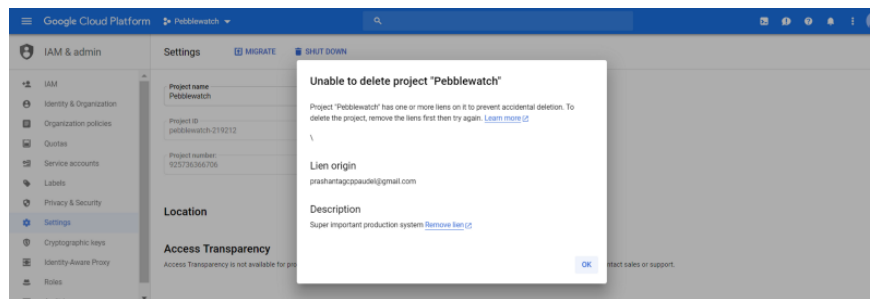 Google Cloud Platform Pebblewatch
IAM & admin
Settings MIGRATE SHUT DOWN
IAM
Identity & Organization
Organization policies
Quotas
Service accounts
Labels
Privacy & Security
Settings
Cryptographic keys
Identity-Aware Proxy
Roles
Project name
Pebblewatch
Project ID
pebblewatch-219212
Project number:
925736366706
Location
Access Transparency
Access Transparency is not available for pro
ntact sales or support.
Unable to delete project "Pebblewatch"
Project "Pebblewatch" has one or more liens on it to prevent accidental deletion. To
delete the project, remove the liens first then try again. Learn more
\
Lien origin
prashantagcppaudel@gmail.com
Description
Super important production system Remove lien
OK